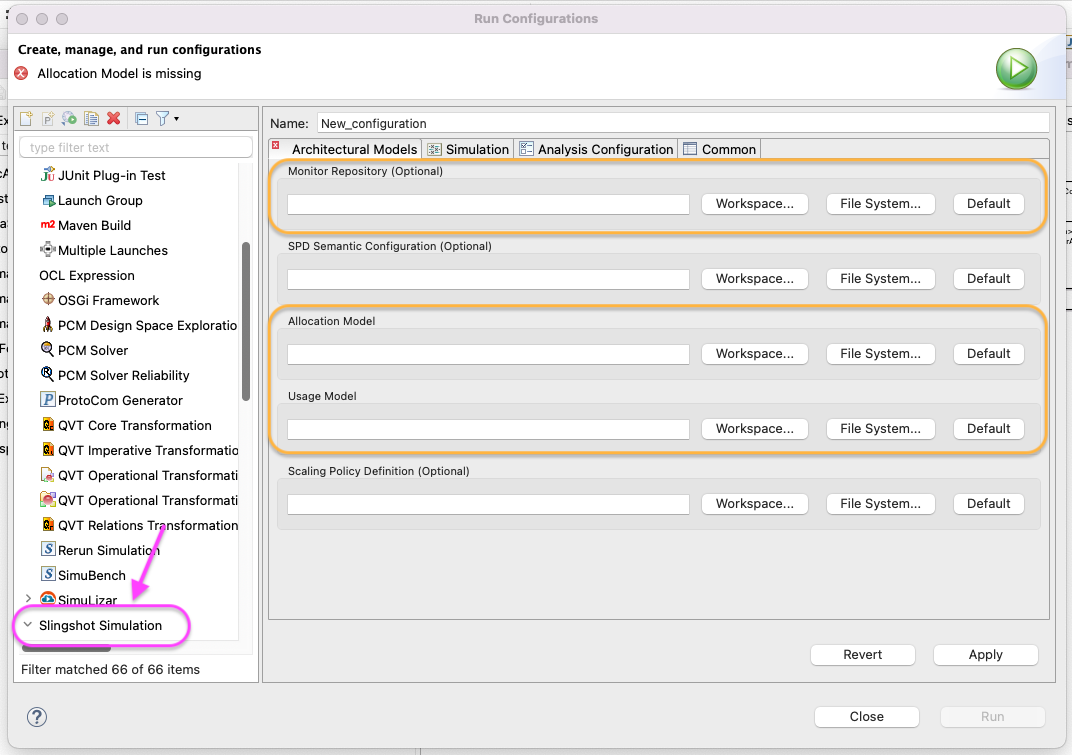 Run Configurations
Create, manage, and run configurations
Allocation Model is missing
type filter text
JUnit Plug-in Test
Launch Group
Maven Build
Multiple Launches
OCL Expression
OSGi Framework
PCM Design Space Exploratio
PCM Solver
PCM Solver Reliability
ProtoCom Generator
QVT Core Transformation
QVT Imperative Transformatio
QVT Operational Transformati
QVT Operational Transformati
QVT Relations Transformation
Rerun Simulation
SimuBench
SimuLizar
Slingshot Simulation
Filter matched 66 of 66 items
Name: New_configuration
Architectural Models Simulation Analysis Configuration Common
Monitor Repository (Optional)
Workspace... File System... Default
SPD Semantic Configuration (Optional)
Workspace... File System... Default
Allocation Model
Workspace... File System... Default
Usage Model
Workspace... File System... Default
Scaling Policy Definition (Optional)
Workspace... File System... Default
Revert Apply
Close Run